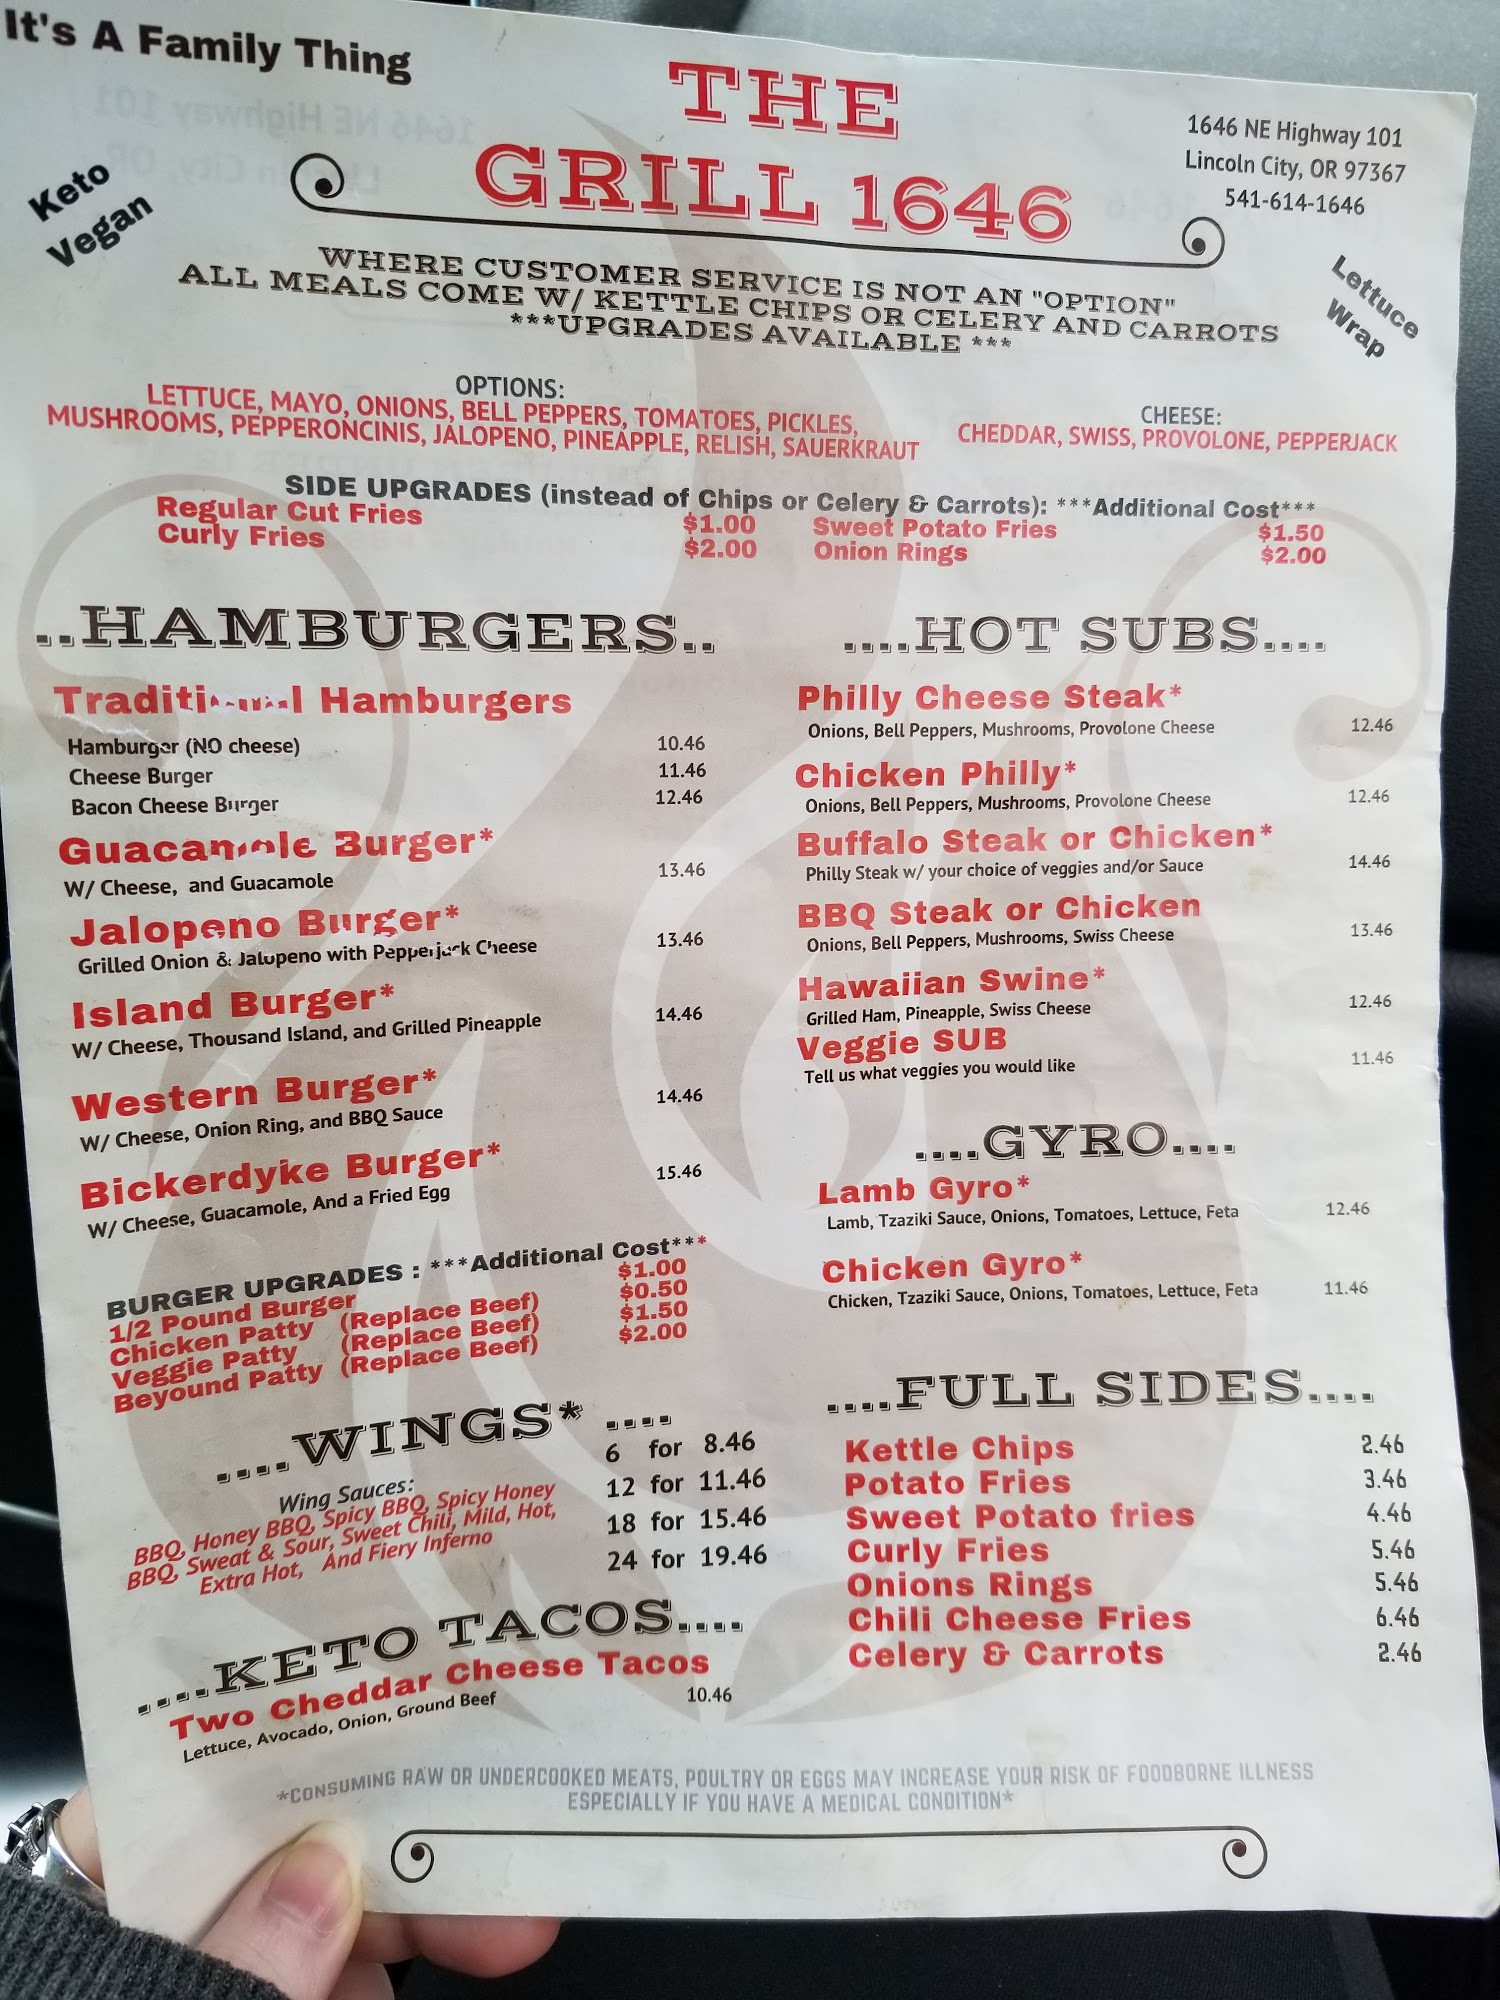 It's A Family Thing
Keto
Vegan
THE
GRILL 1646
1646 NE Highway 101
Lincoln City, OR 97367
541-614-1646
Lettuce
Wrap
WHERE CUSTOMER SERVICE IS NOT AN "OPTION"
ALL MEALS COME W/ KETTLE CHIPS OR CELERY AND CARROTS
***UPGRADES AVAILABLE ***
OPTIONS:
LETTUCE, MAYO, ONIONS, BELL PEPPERS, TOMATOES, PICKLES,
MUSHROOMS, PEPPERONCINIS, JALOPENO, PINEAPPLE, RELISH, SAUERKRAUT
CHEESE:
CHEDDAR, SWISS, PROVOLONE, PEPPERJACK
SIDE UPGRADES (instead of Chips or Celery & Carrots): ***Additional Cost***
Regular Cut Fries $1.00 Sweet Potato Fries $1.50
Curly Fries $2.00 Onion Rings $2.00
..HAMBURGERS..
Traditional Hamburgers
Hamburger (NO cheese) 10.46
Cheese Burger 11.46
Bacon Cheese Burger 12.46
Guacamole Burger*
W/ Cheese, and Guacamole 13.46
Jalopeno Burger*
Grilled Onion & Jalopeno with Pepperjack Cheese 13.46
Island Burger*
W/ Cheese, Thousand Island, and Grilled Pineapple 14.46
Western Burger*
W/ Cheese, Onion Ring, and BBQ Sauce 14.46
Bickerdyke Burger*
W/ Cheese, Guacamole, And a Fried Egg 15.46
BURGER UPGRADES : ***Additional Cost***
1/2 Pound Burger $1.00
Chicken Patty (Replace Beef) $0.50
Veggie Patty (Replace Beef) $1.50
Beyound Patty (Replace Beef) $2.00
....WINGS* ....
Wing Sauces:
BBQ, Honey BBQ, Spicy BBQ, Spicy Honey
BBQ, Sweat & Sour, Sweet Chili, Mild, Hot,
Extra Hot, And Fiery Inferno
6 for 8.46
12 for 11.46
18 for 15.46
24 for 19.46
....KETO TACOS....
Two Cheddar Cheese Tacos
Lettuce, Avocado, Onion, Ground Beef 10.46
....HOT SUBS....
Philly Cheese Steak*
Onions, Bell Peppers, Mushrooms, Provolone Cheese 12.46
Chicken Philly*
Onions, Bell Peppers, Mushrooms, Provolone Cheese 12.46
Buffalo Steak or Chicken*
Philly Steak w/ your choice of veggies and/or Sauce 14.46
BBQ Steak or Chicken
Onions, Bell Peppers, Mushrooms, Swiss Cheese 13.46
Hawaiian Swine*
Grilled Ham, Pineapple, Swiss Cheese 12.46
Veggie SUB
Tell us what veggies you would like 11.46
....GYRO....
Lamb Gyro*
Lamb, Tzaziki Sauce, Onions, Tomatoes, Lettuce, Feta 12.46
Chicken Gyro*
Chicken, Tzaziki Sauce, Onions, Tomatoes, Lettuce, Feta 11.46
....FULL SIDES....
Kettle Chips 2.46
Potato Fries 3.46
Sweet Potato fries 4.46
Curly Fries 5.46
Onions Rings 5.46
Chili Cheese Fries 6.46
Celery & Carrots 2.46
*CONSUMING RAW OR UNDERCOOKED MEATS, POULTRY OR EGGS MAY INCREASE YOUR RISK OF FOODBORNE ILLNESS
ESPECIALLY IF YOU HAVE A MEDICAL CONDITION*